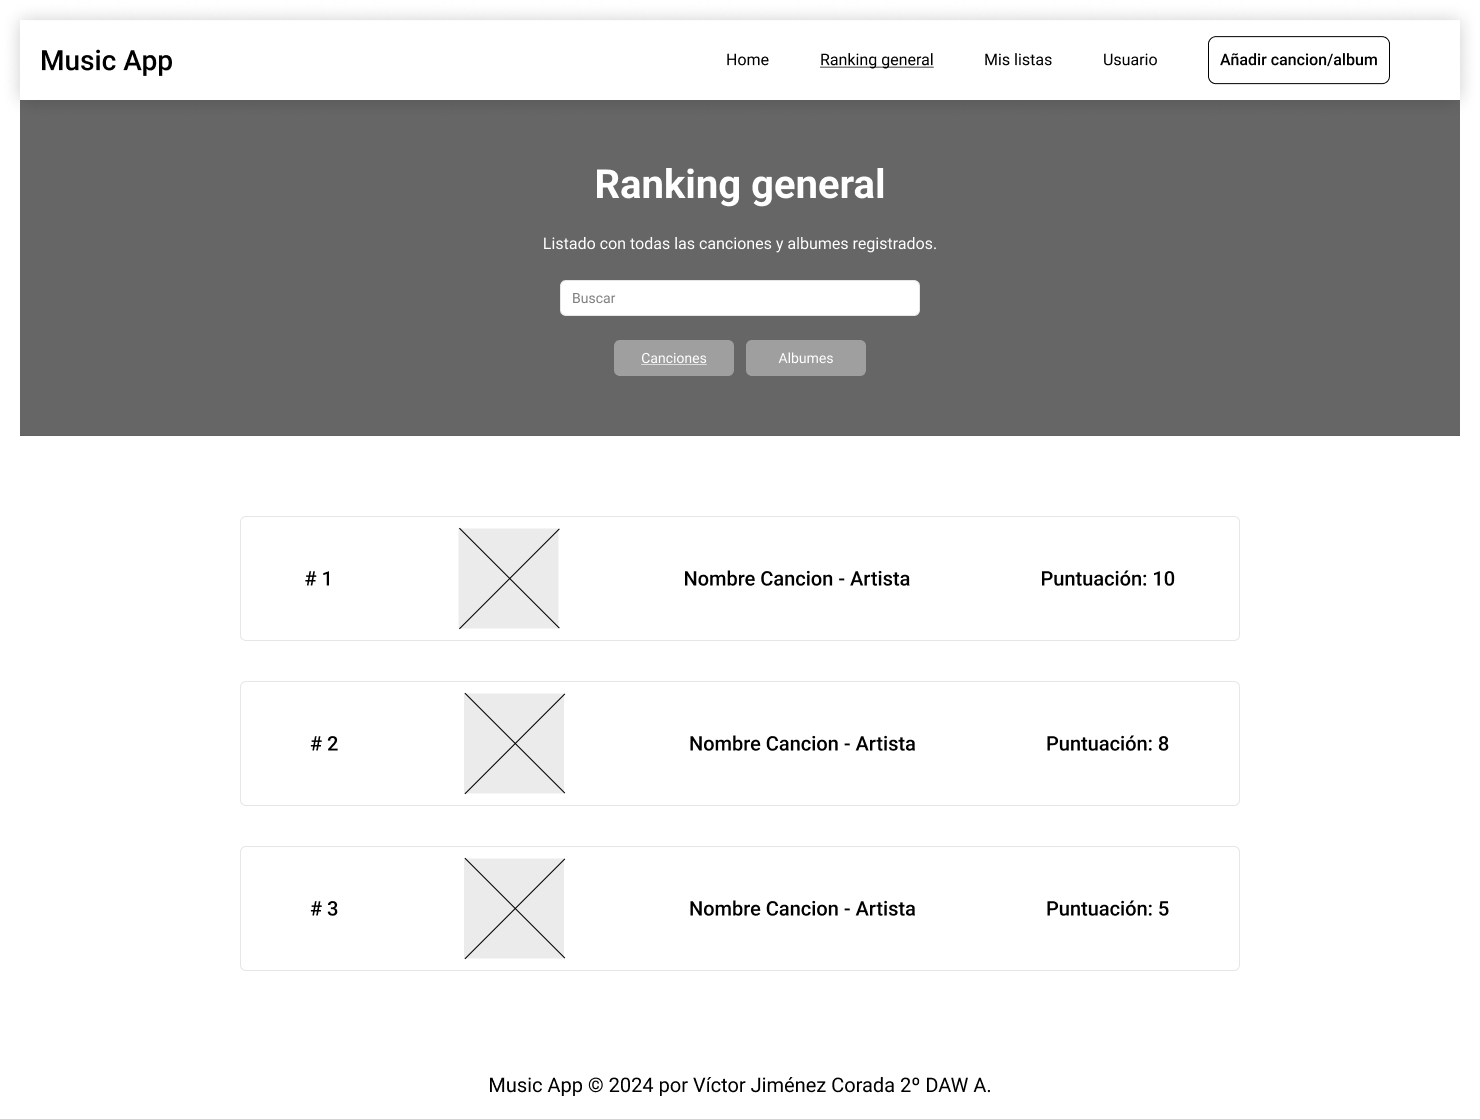 Music App
Home
Ranking general
Mis listas
Usuario
Añadir cancion/album
Ranking general
Listado con todas las canciones y albumes registrados.
Buscar
Canciones
Albumes
# 1
Nombre Cancion - Artista
Puntuación: 10
# 2
Nombre Cancion - Artista
Puntuación: 8
# 3
Nombre Cancion - Artista
Puntuación: 5
Music App © 2024 por Víctor Jiménez Corada 2º DAW A.